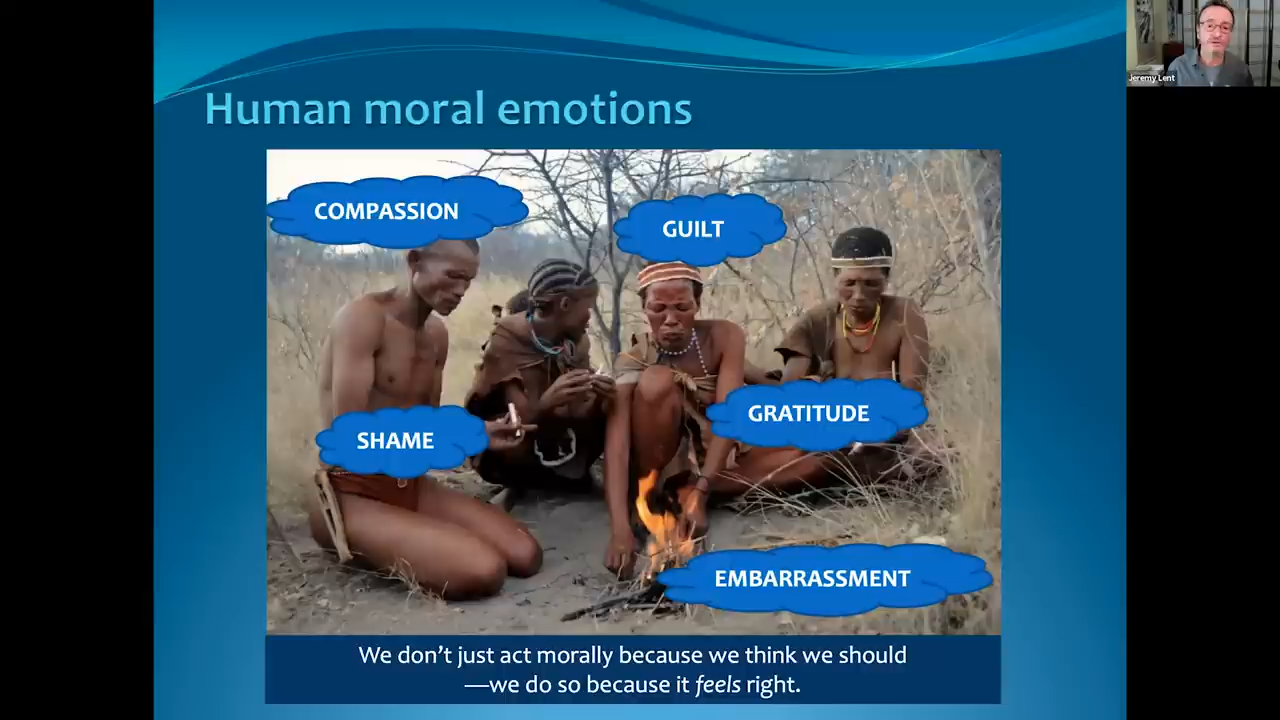 Jeremy Lent
Human moral emotions
COMPASSION
GUILT
GRATITUDE
SHAME
EMBARRASSMENT
We don't just act morally because we think we should
—we do so because it feels right.